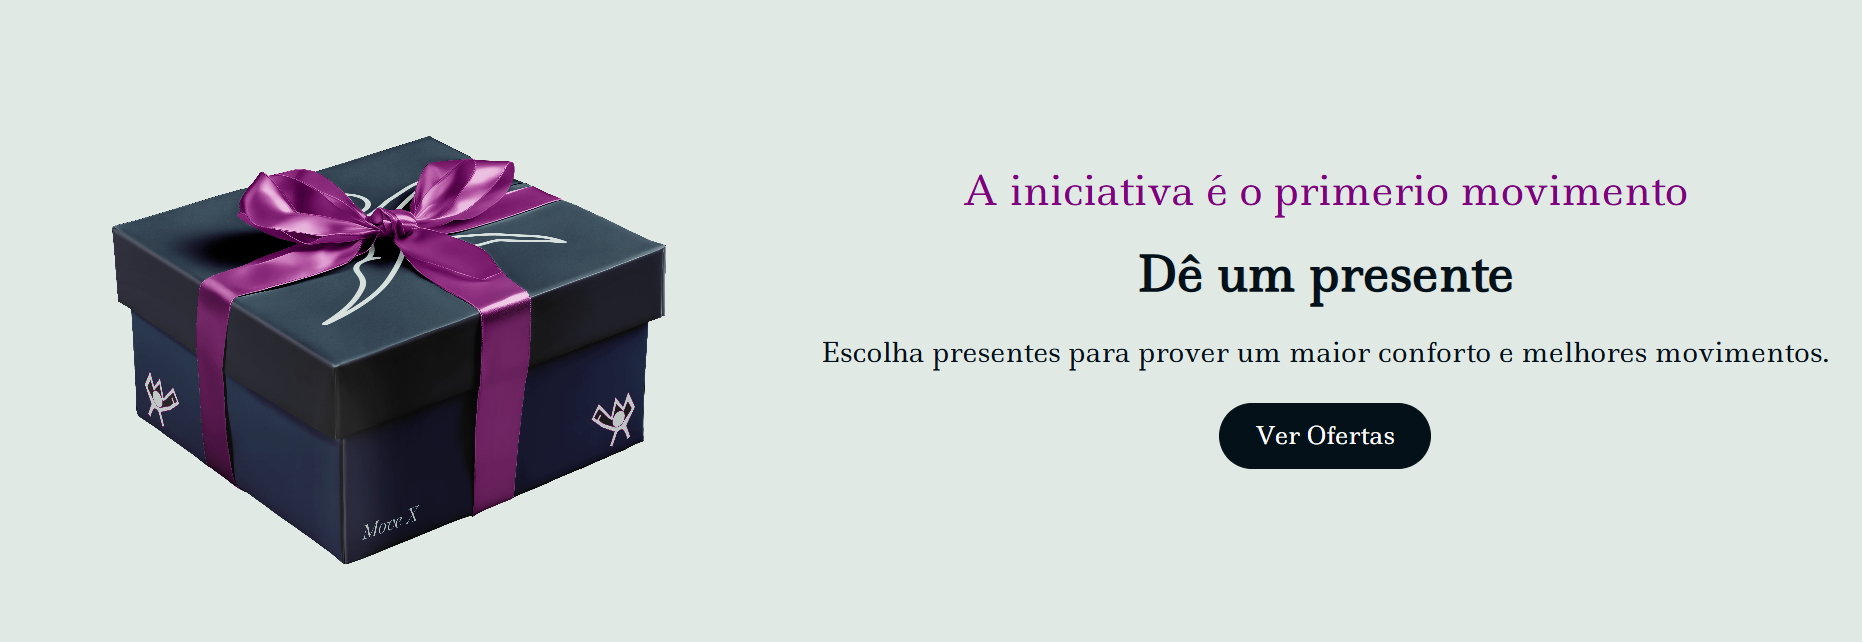 A iniciativa é o primerio movimento
Dê um presente
Escolha presentes para prover um maior conforto e melhores movimentos.
Ver Ofertas
Move X